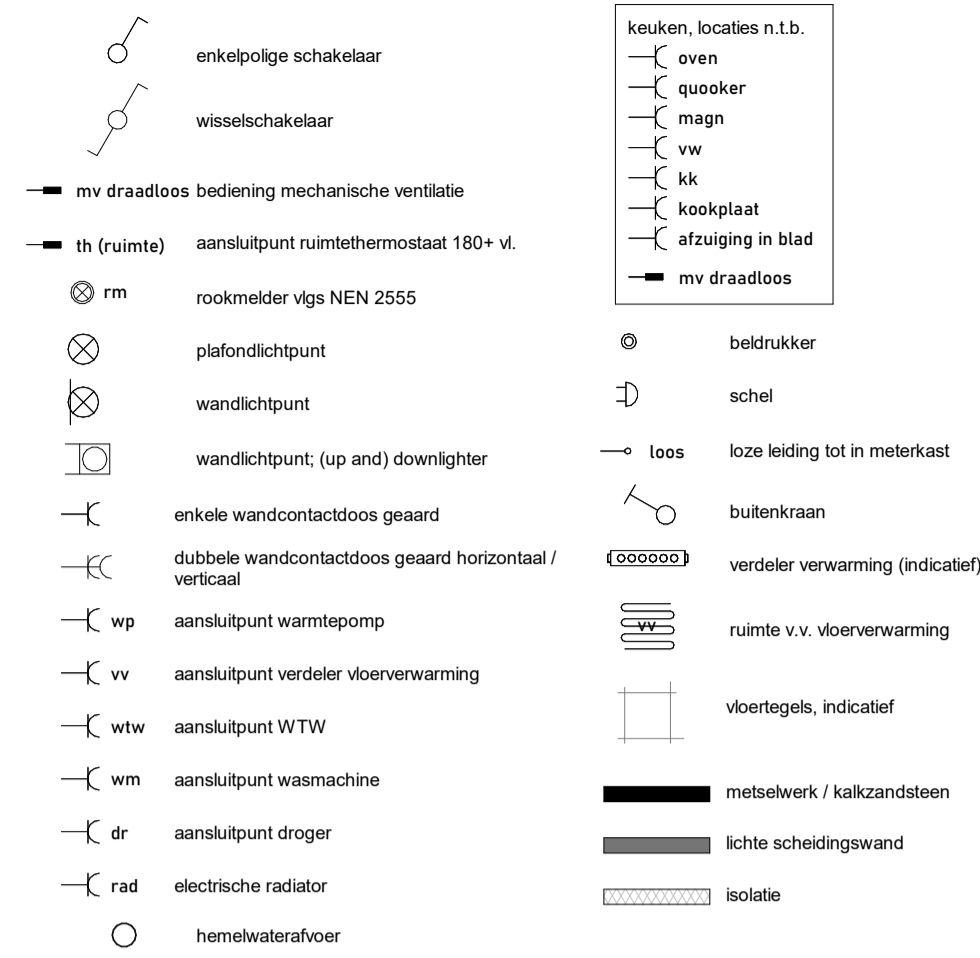 enkelpolige schakelaar
wisselschakelaar
mv draadloos bediening mechanische ventilatie
th (ruimte) aansluitpunt ruimtethermostaat 180+ vl.
rm rookmelder vlgs NEN 2555
plafondlichtpunt
wandlichtpunt
wandlichtpunt; (up and) downlighter
enkele wandcontactdoos geaard
dubbele wandcontactdoos geaard horizontaal /
verticaal
wp aansluitpunt warmtepomp
vv aansluitpunt verdeler vloerverwarming
wtw aansluitpunt WTW
wm aansluitpunt wasmachine
dr aansluitpunt droger
rad electrische radiator
hemelwaterafvoer
keuken, locaties n.t.b.
oven
quooker
magn
vw
kk
kookplaat
afzuiging in blad
mv draadloos
beldrukker
schel
loos loze leiding tot in meterkast
buitenkraan
verdeler verwarming (indicatief)
vv ruimte v.v. vloerverwarming
vloertegels, indicatief
metselwerk / kalkzandsteen
lichte scheidingswand
isolatie